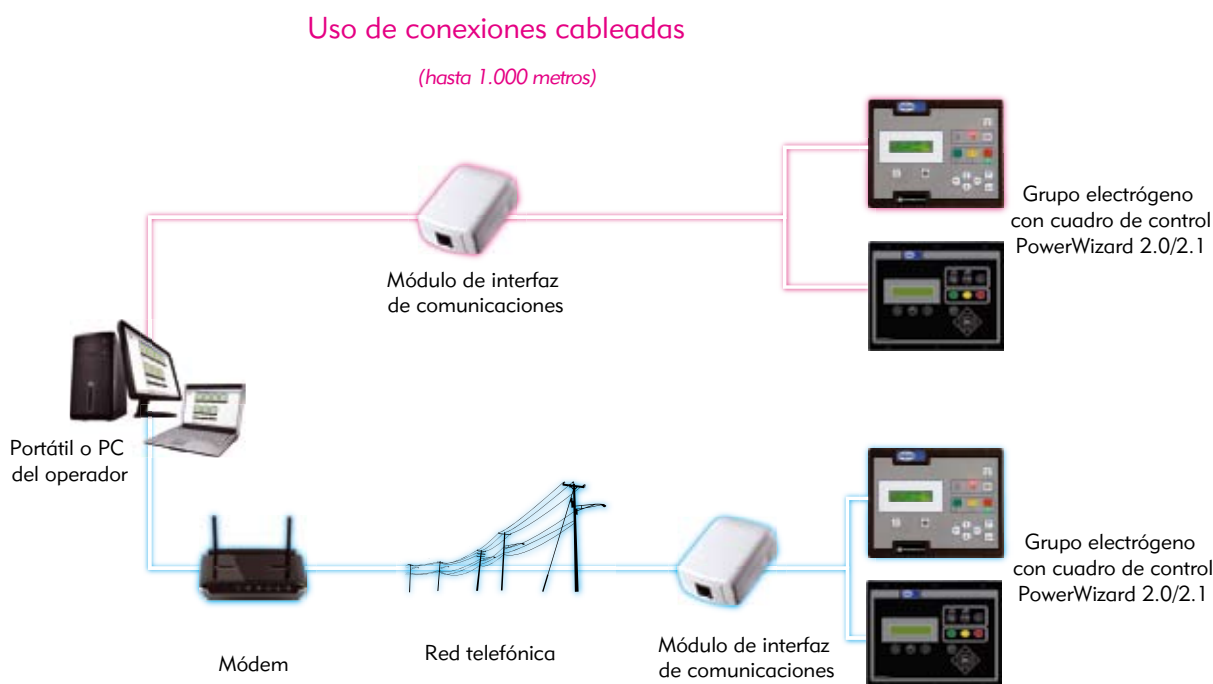 Uso de conexiones cableadas
(hasta 1.000 metros)
Grupo electrógeno
con cuadro de control
PowerWizard 2.0/2.1
Módulo de interfaz
de comunicaciones
Portátil o PC
del operador
Grupo electrógeno
con cuadro de control
PowerWizard 2.0/2.1
Módem
Red telefónica
Módulo de interfaz
de comunicaciones